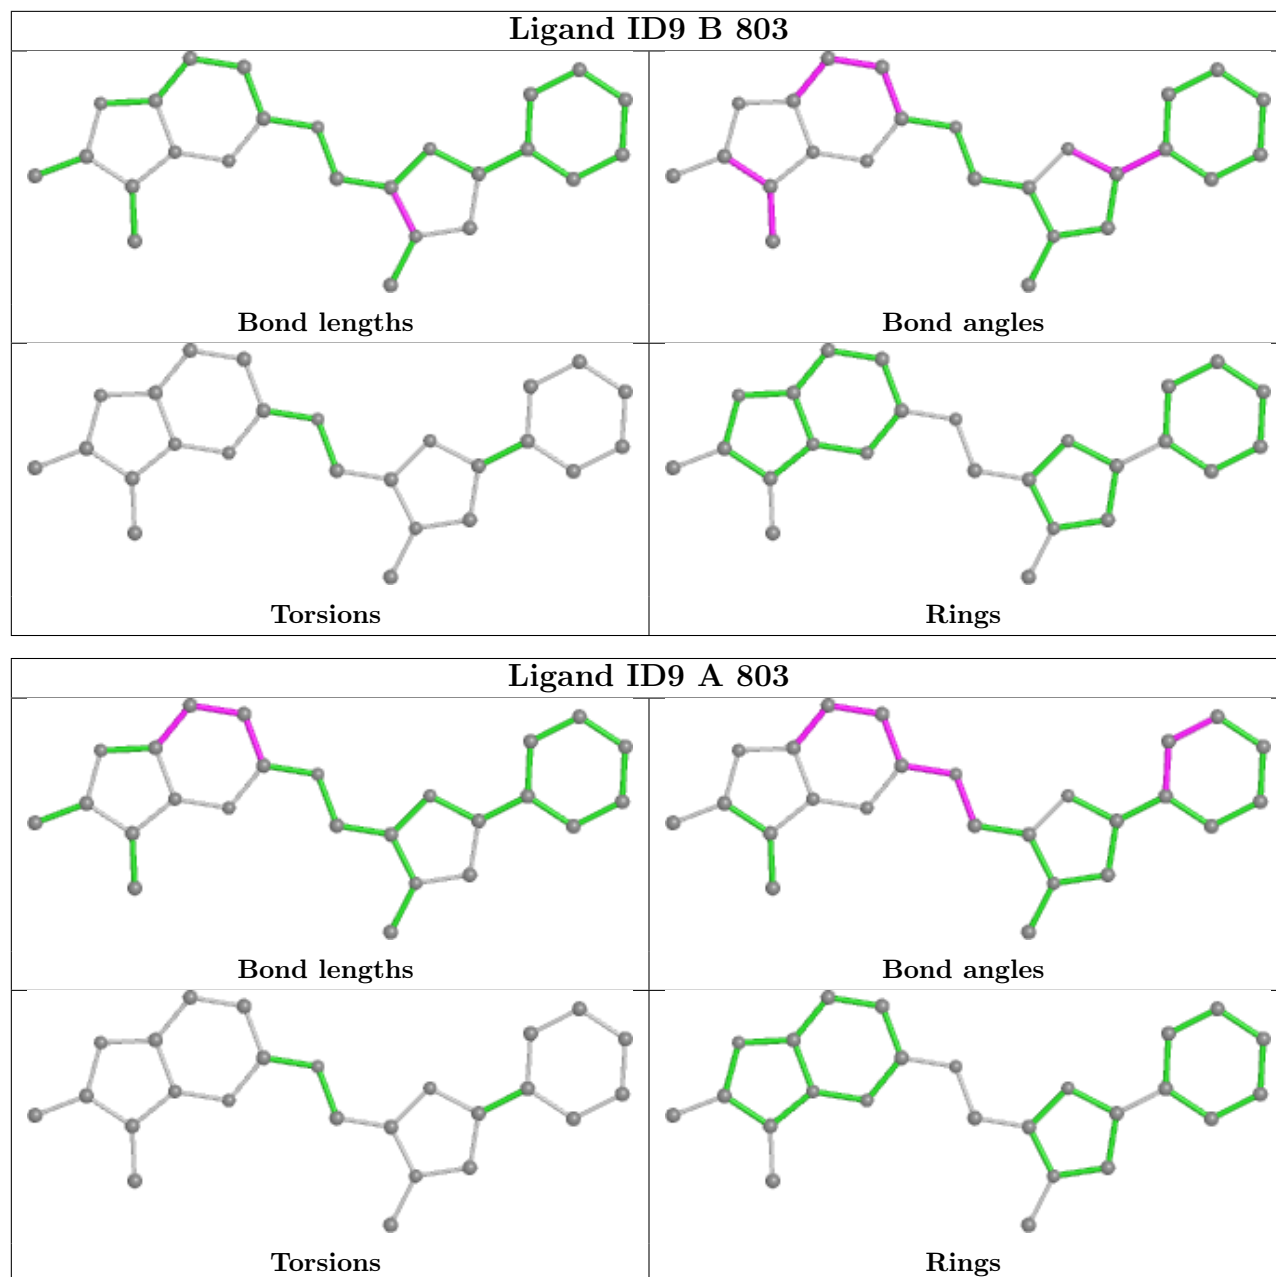 Ligand ID9 B 803
Bond lengths
Bond angles
Torsions
Rings
Ligand ID9 A 803
Bond lengths
Bond angles
Torsions
Rings